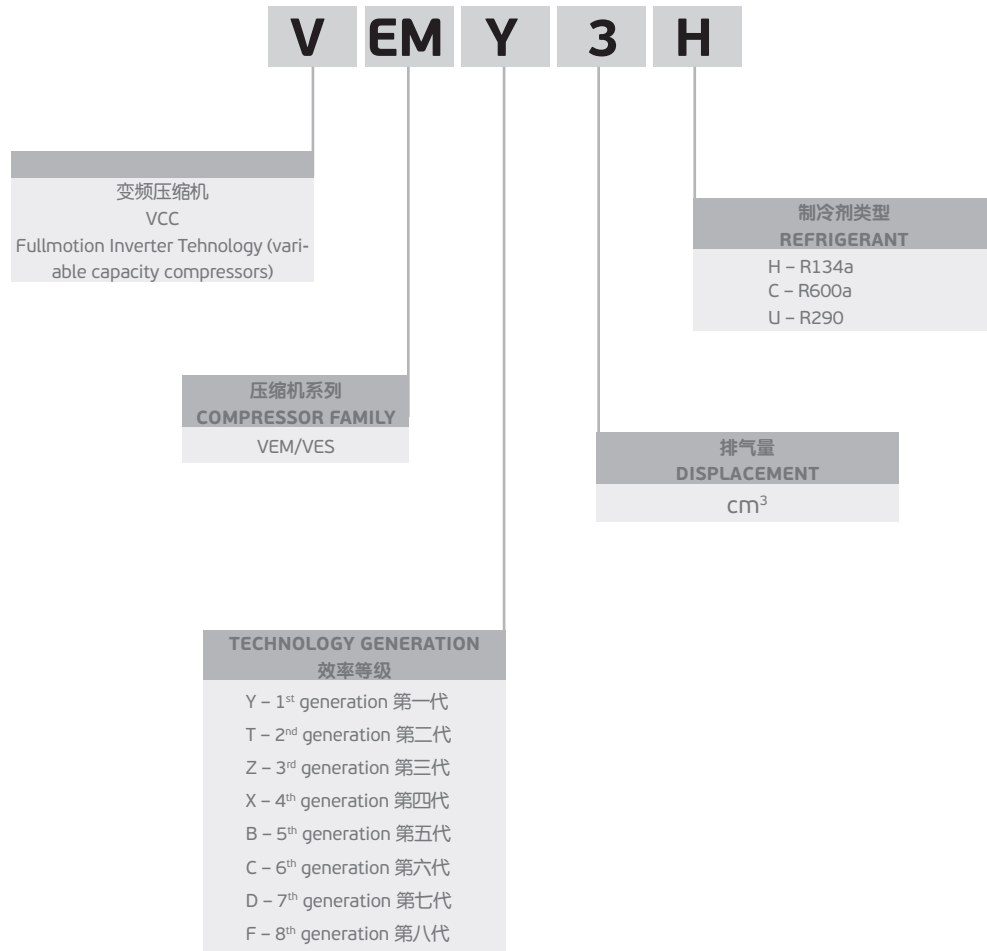 V EM Y 3 H
变频压缩机
VCC
Fullmotion Inverter Tehnology (vari-
able capacity compressors)
制冷剂类型
REFRIGERANT
H – R134a
C – R600a
U – R290
压缩机系列
COMPRESSOR FAMILY
VEM/VES
排气量
DISPLACEMENT
cm³
TECHNOLOGY GENERATION
效率等级
Y – 1st generation 第一代
T – 2nd generation 第二代
Z – 3rd generation 第三代
X – 4th generation 第四代
B – 5th generation 第五代
C – 6th generation 第六代
D – 7th generation 第七代
F – 8th generation 第八代